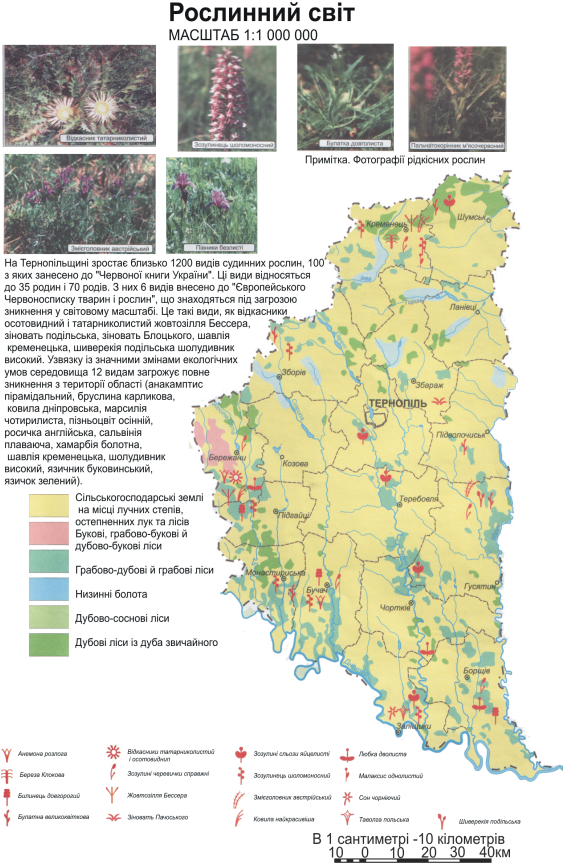 Рослинний світ
МАСШТАБ 1:1 000 000
Відкасник татарниколистий
Зозулинець шоломоносний
Булатка довголиста
Пальчатокорінник м'ясочервоний
Змієголовник австрійський
Півники безлисті
Примітка. Фотографії рідкісних рослин
На Тернопільщині зростає близько 1200 видів судинних рослин, 100
з яких занесено до "Червоної книги України". Ці види відносяться
до 35 родин і 70 родів. З них 6 видів внесено до "Європейського
Червоносписку тварин і рослин", що знаходяться під загрозою
зникнення у світовому масштабі. Це такі види, як відкасники
осотовидний і татарниколистий жовтозілля Бессера,
зіновать подільська, зіновать Блоцького, шавлія
кременецька, шиверекія подільська шолудивник
високий. Узвязку із значними змінами екологічних
умов середовища 12 видам загрожує повне
зникнення з території області (анакамптис
пірамідальний, бруслина карликова,
ковила дніпровська, марсилія
чотирилиста, пізньоцвіт осінній,
росичка англійська, сальвінія
плаваюча, хамарбія болотна,
шавлія кременецька, шолудивник
високий, язичник буковинський,
язичок зелений).
Кременець
Шумськ
Ланівці
Зборів
Збараж
ТЕРНОПІЛЬ
Підволочиськ
Бережани
Козова
Теребовля
Підгайці
Монастириська
Бучач
Гусятин
Чортків
Борщів
Заліщики
Сільськогосподарські землі
на місці лучних степів,
остепненних лук та лісів
Букові, грабово-букові й
дубово-букові ліси
Грабово-дубові й грабові ліси
Низинні болота
Дубово-соснові ліси
Дубові ліси із дуба звичайного
Анемона розлога
Береза Клокова
Билинець довгорогий
Булатка великоквіткова
Відкасники татарниколистий
і осотовидний
Зозулині черевички справжні
Жовтозілля Бессера
Зіновать Пачоського
Зозулині сльози яйцелисті
Зозулинець шоломоносний
Змієголовник австрійський
Ковила найкрасивіша
Любка дволиста
Малаксис однолистий
Сон чорніючий
Таволга польська
Шиверекія подільська
В 1 сантиметрі -10 кілометрів
10 0 10 20 30 40км